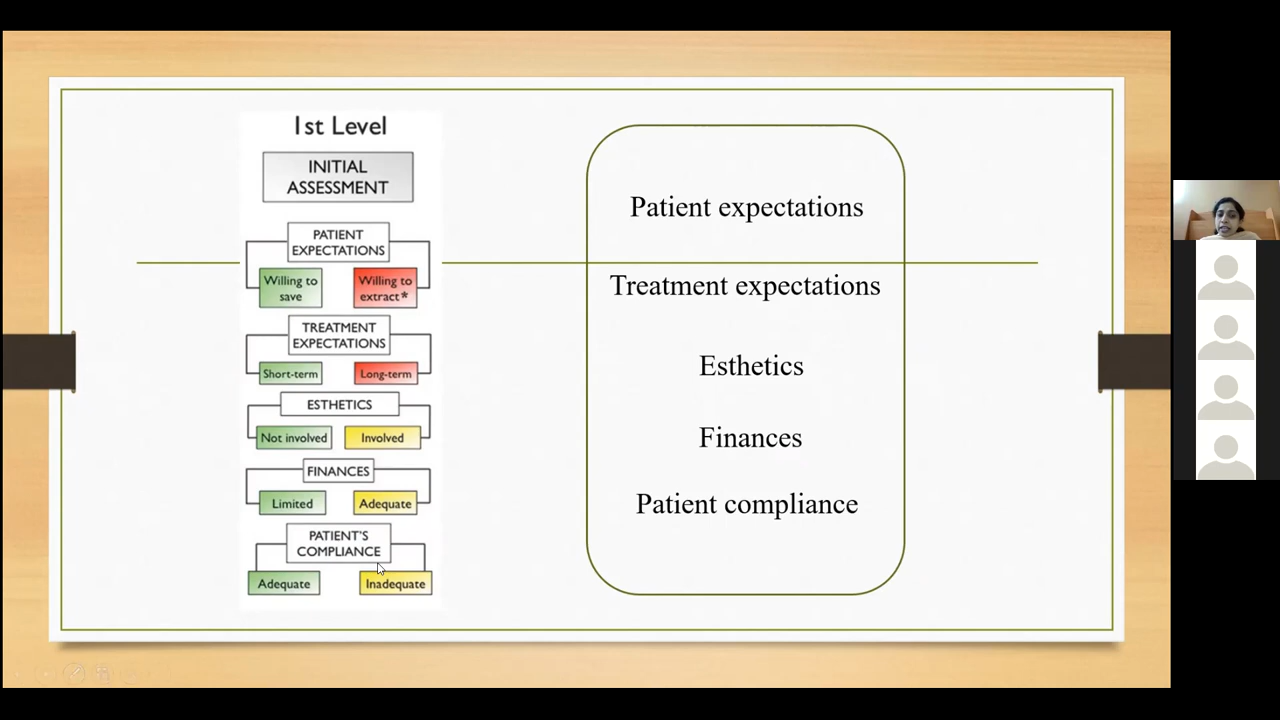 1st Level
INITIAL
ASSESSMENT
PATIENT
EXPECTATIONS
Willing to
save
Willing to
extract*
TREATMENT
EXPECTATIONS
Short-term
Long-term
ESTHETICS
Not involved
Involved
FINANCES
Limited
Adequate
PATIENT'S
COMPLIANCE
Adequate
Inadequate
Patient expectations
Treatment expectations
Esthetics
Finances
Patient compliance